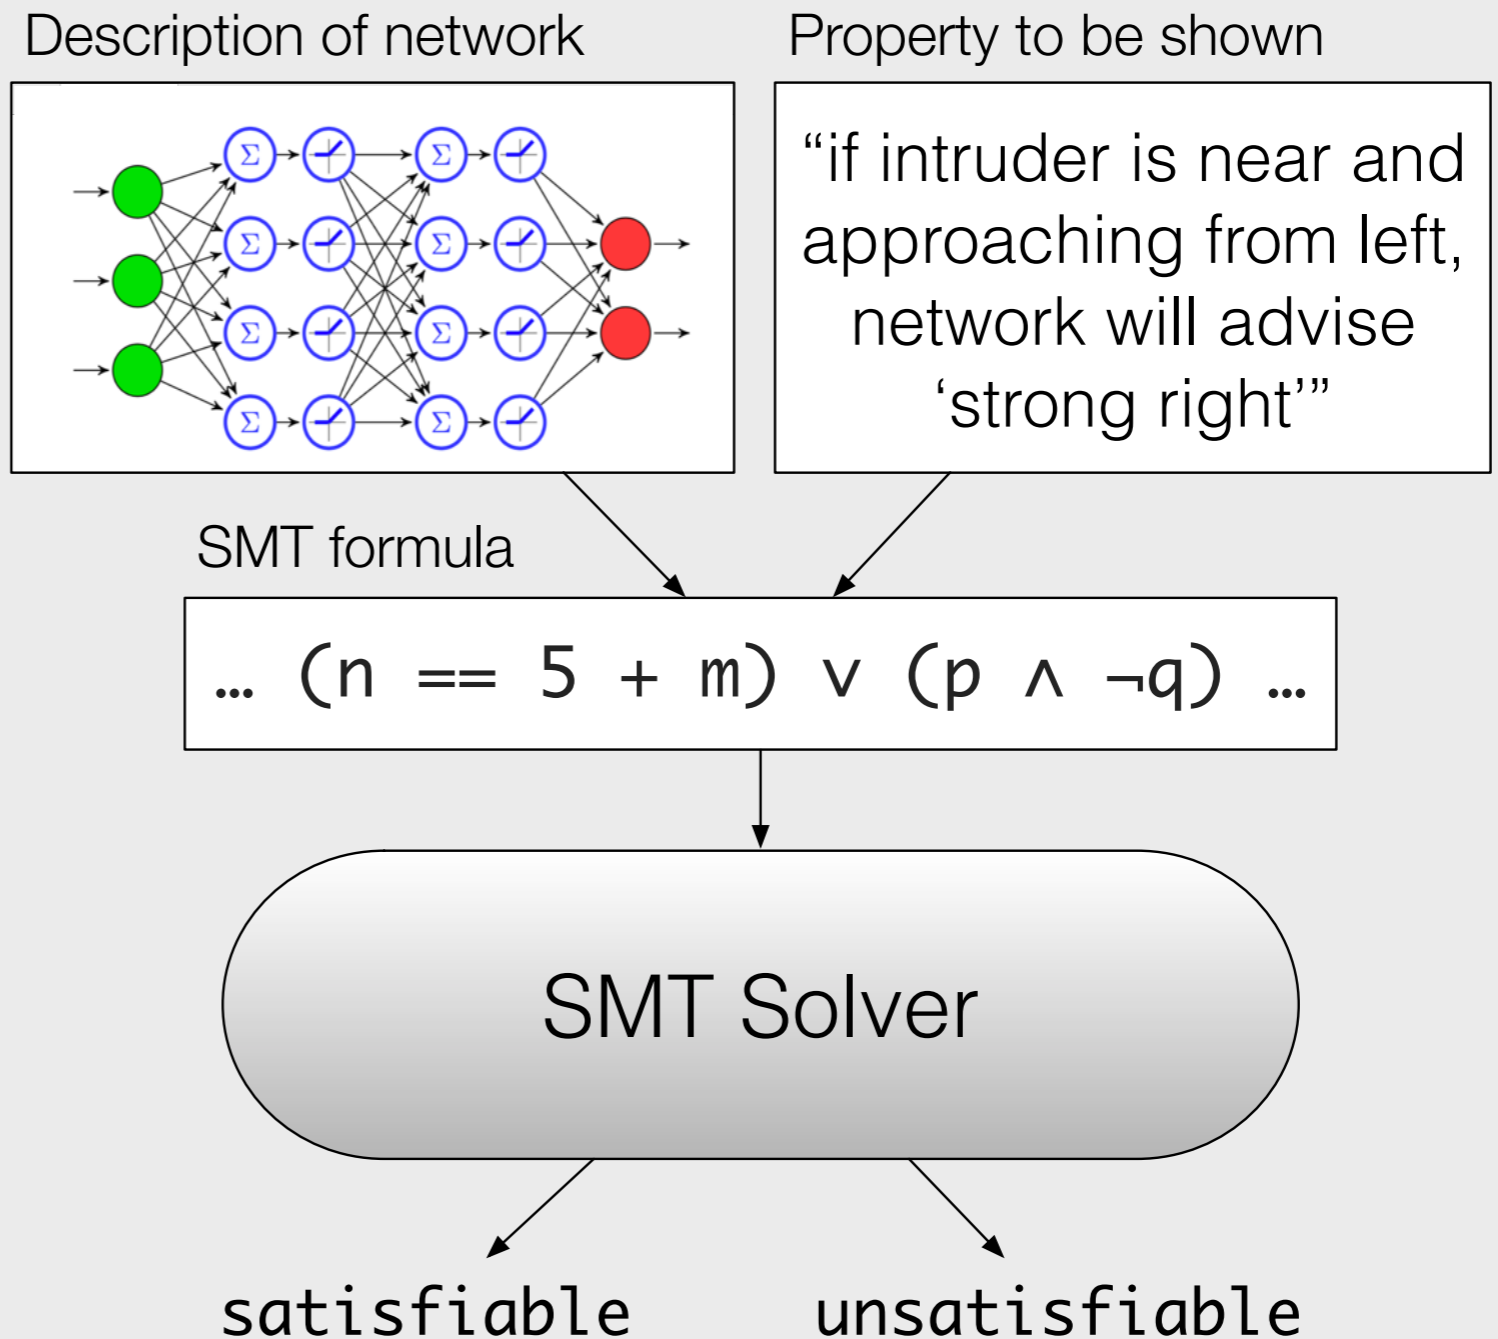 Description of network
Property to be shown
Σ
Σ
Σ
Σ
Σ
Σ
Σ
Σ
“if intruder is near and
approaching from left,
network will advise
‘strong right’”
SMT formula
… (n == 5 + m) ∨ (p ∧ ¬q) …
SMT Solver
satisfiable
unsatisfiable